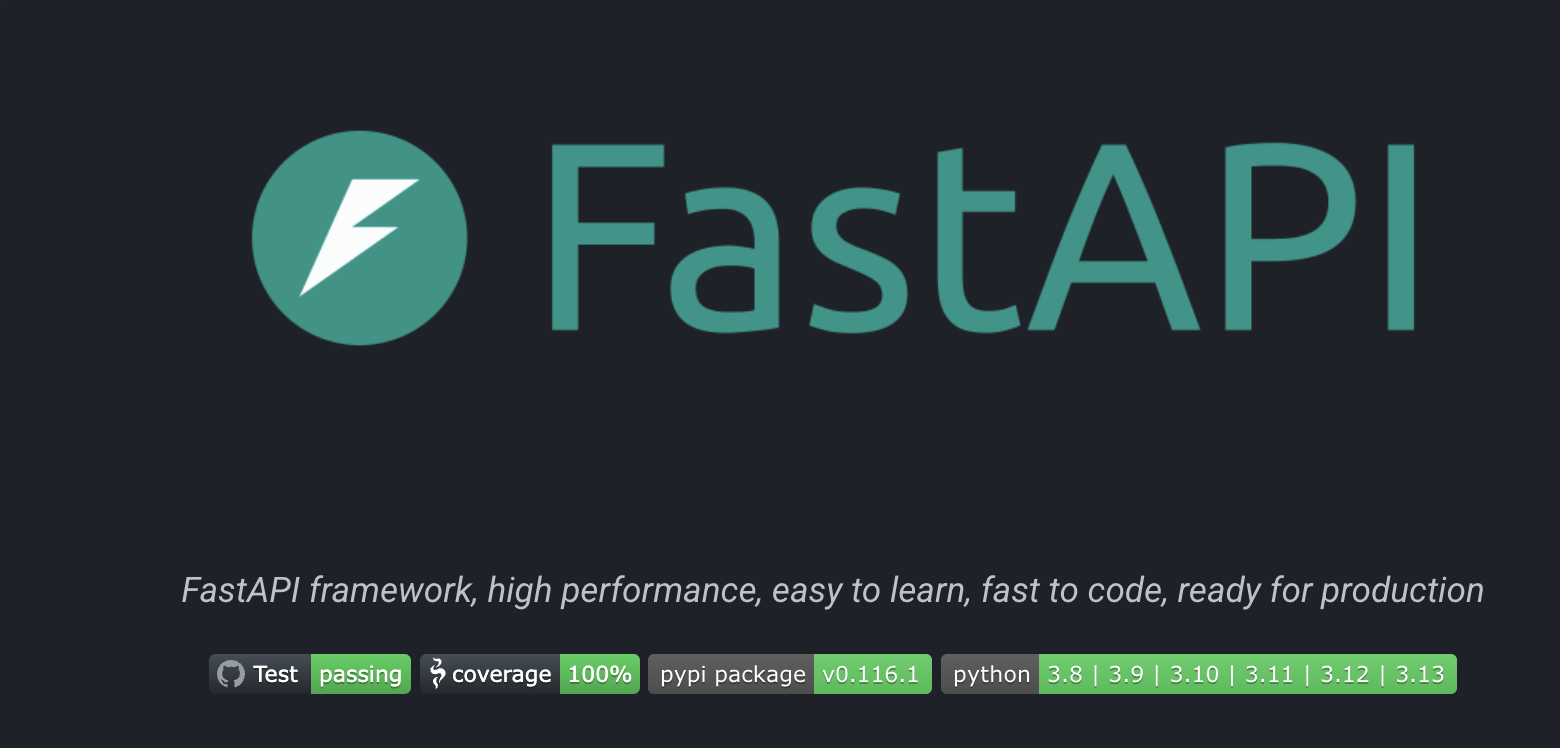 FastAPI
FastAPI framework, high performance, easy to learn, fast to code, ready for production
Test passing coverage 100% pypi package v0.116.1 python 3.8 | 3.9 | 3.10 | 3.11 | 3.12 | 3.13